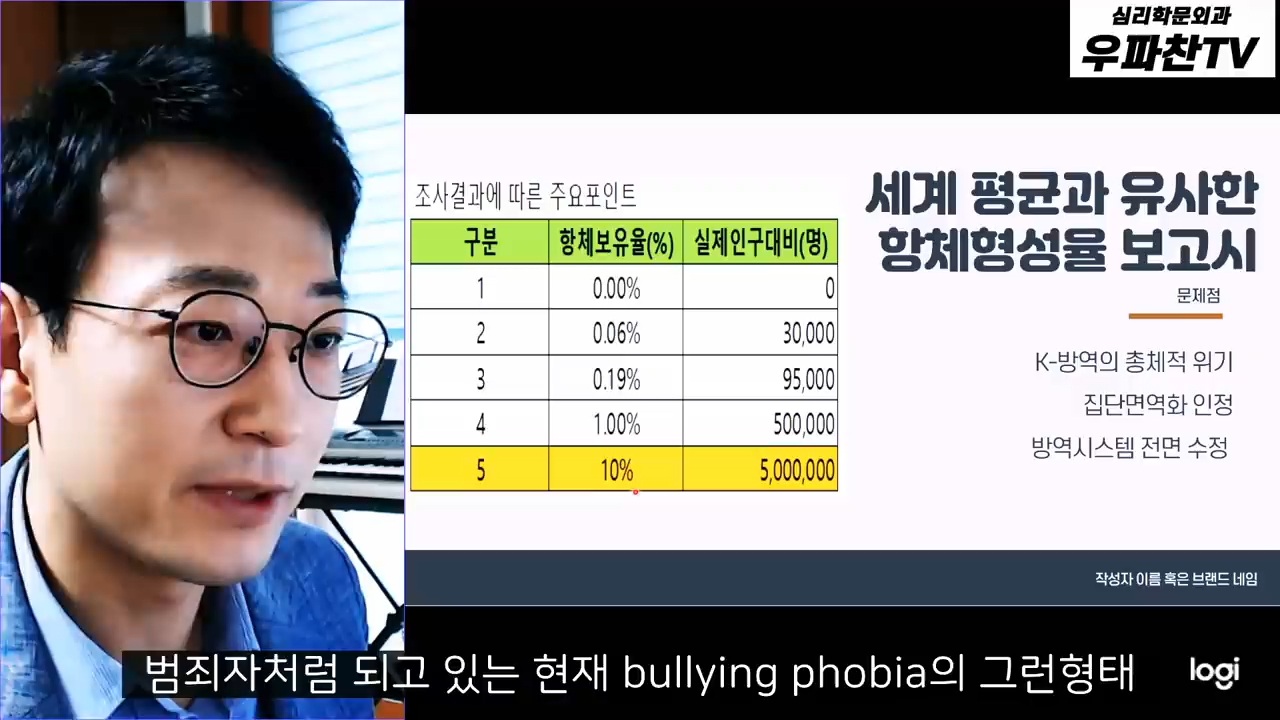 심리학문외과
우파찬TV
조사결과에 따른 주요포인트
구분 항체보유율(%) 실제인구대비(명)
1 0.00% 0
2 0.06% 30,000
3 0.19% 95,000
4 1.00% 500,000
5 10% 5,000,000
세계 평균과 유사한
항체형성율 보고시
문제점
K-방역의 총체적 위기
집단면역화 인정
방역시스템 전면 수정
작성자 이름 혹은 브랜드 네임
범죄자처럼 되고 있는 현재 bullying phobia의 그런형태
logi